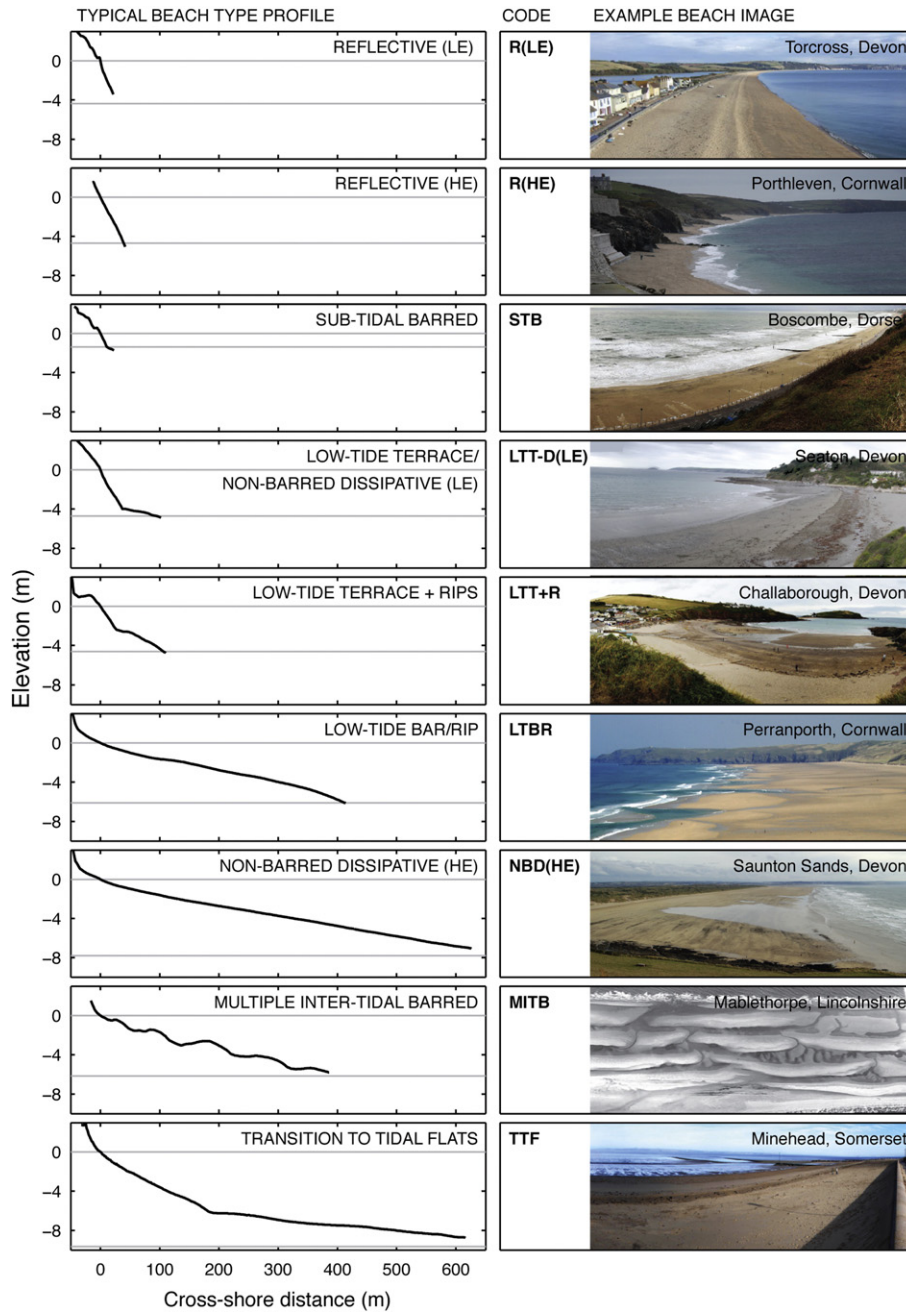 TYPICAL BEACH TYPE PROFILE
CODE
EXAMPLE BEACH IMAGE
REFLECTIVE (LE)
0
−4
−8
R(LE)
Torcross, Devon
REFLECTIVE (HE)
0
−4
−8
R(HE)
Porthleven, Cornwall
SUB-TIDAL BARRED
0
−4
−8
STB
Boscombe, Dorset
LOW-TIDE TERRACE/
NON-BARRED DISSIPATIVE (LE)
0
−4
−8
LTT-D(LE)
Seaton, Devon
LOW-TIDE TERRACE + RIPS
0
−4
−8
LTT+R
Challaborough, Devon
LOW-TIDE BAR/RIP
0
−4
−8
LTBR
Perranporth, Cornwall
NON-BARRED DISSIPATIVE (HE)
0
−4
−8
NBD(HE)
Saunton Sands, Devon
MULTIPLE INTER-TIDAL BARRED
0
−4
−8
MITB
Mablethorpe, Lincolnshire
TRANSITION TO TIDAL FLATS
0
−4
−8
TTF
Minehead, Somerset
Elevation (m)
0 100 200 300 400 500 600
Cross-shore distance (m)